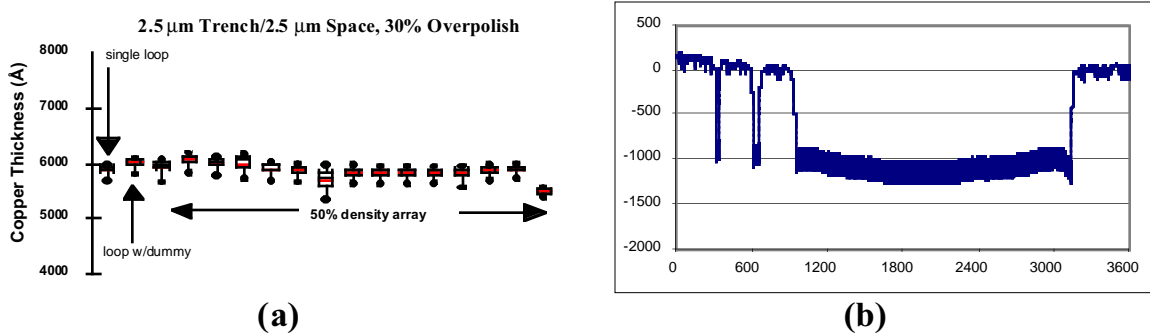 2.5 μm Trench/2.5 μm Space, 30% Overpolish
8000
single loop
7000
Copper Thickness (Å)
6000
5000
50% density array
loop w/dummy
4000
(a)
500
0
-500
-1000
-1500
-2000
0 600 1200 1800 2400 3000 3600
(b)